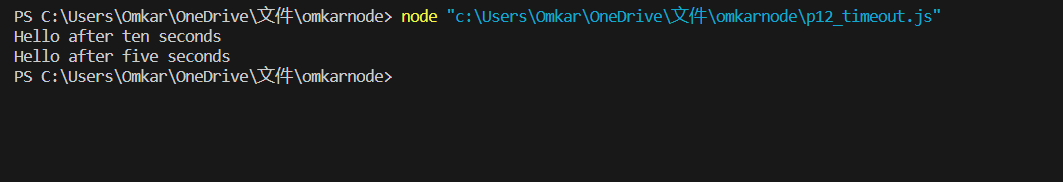 PS C:\Users\Omkar\OneDrive\文件\omkarnode> node "c:\Users\Omkar\OneDrive\文件\omkarnode\p12_timeout.js"
Hello after ten seconds
Hello after five seconds
PS C:\Users\Omkar\OneDrive\文件\omkarnode>